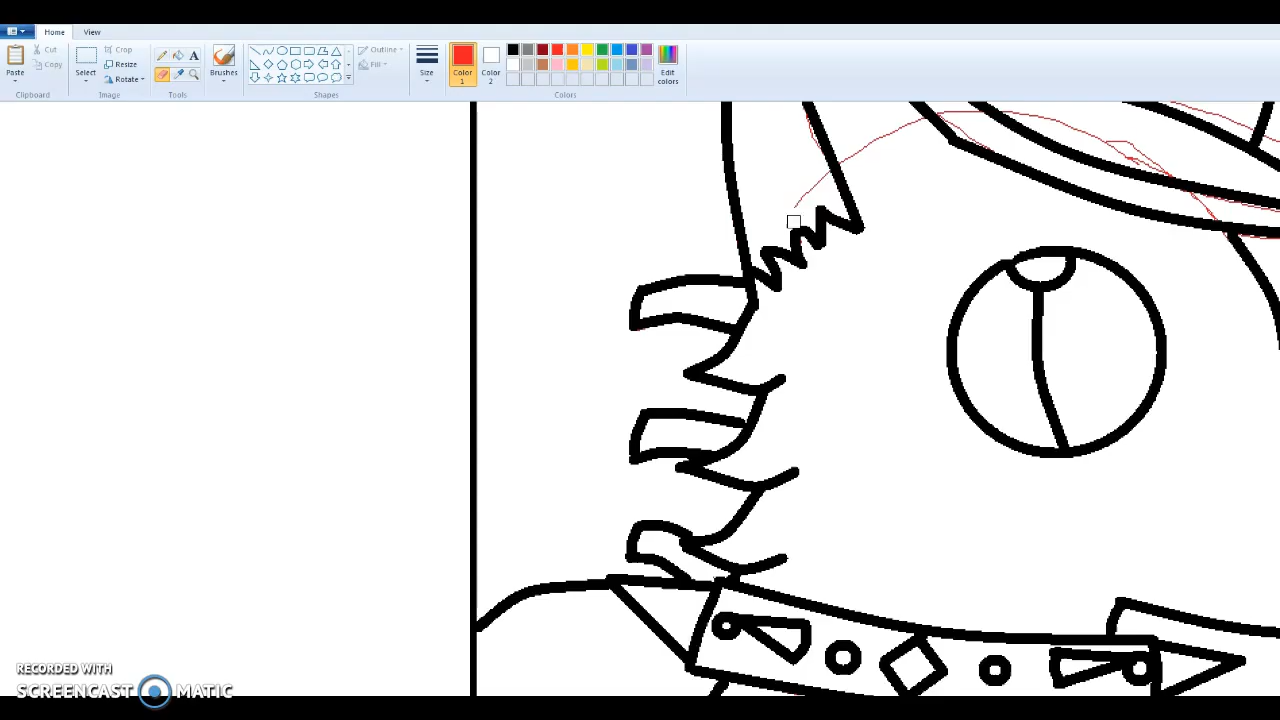 Home View
Paste
Cut
Copy
Clipboard
Select
Crop
Resize
Rotate
Image
A
Tools
Brushes
Shapes
Outline
Fill
Size
Color
1
Color
2
Edit
colors
Colors
RECORDED WITH
SCREENCAST MATIC